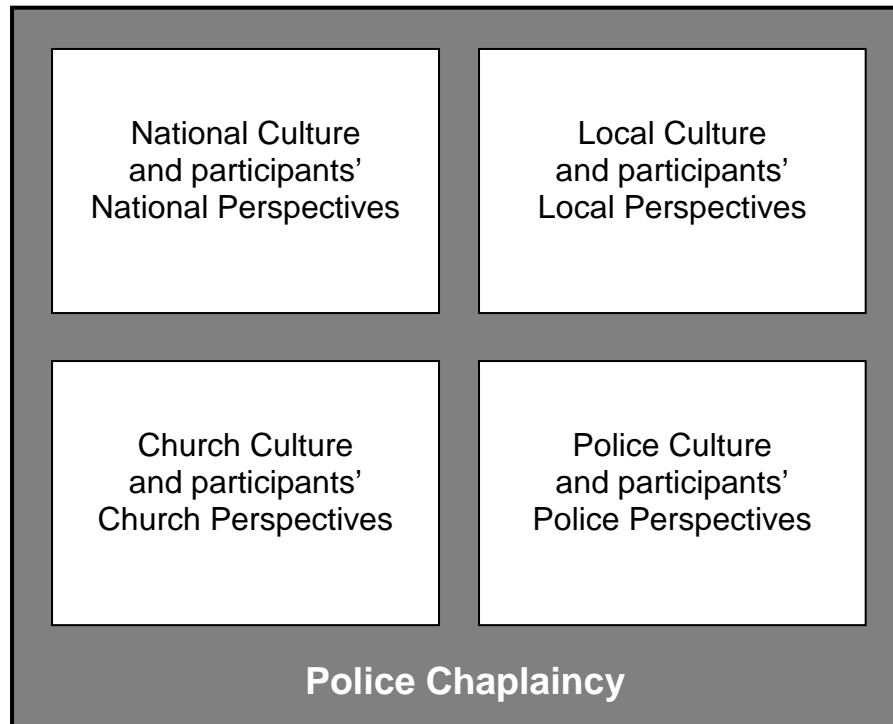 National Culture
and participants’
National Perspectives
Local Culture
and participants’
Local Perspectives
Church Culture
and participants’
Church Perspectives
Police Culture
and participants’
Police Perspectives
Police Chaplaincy